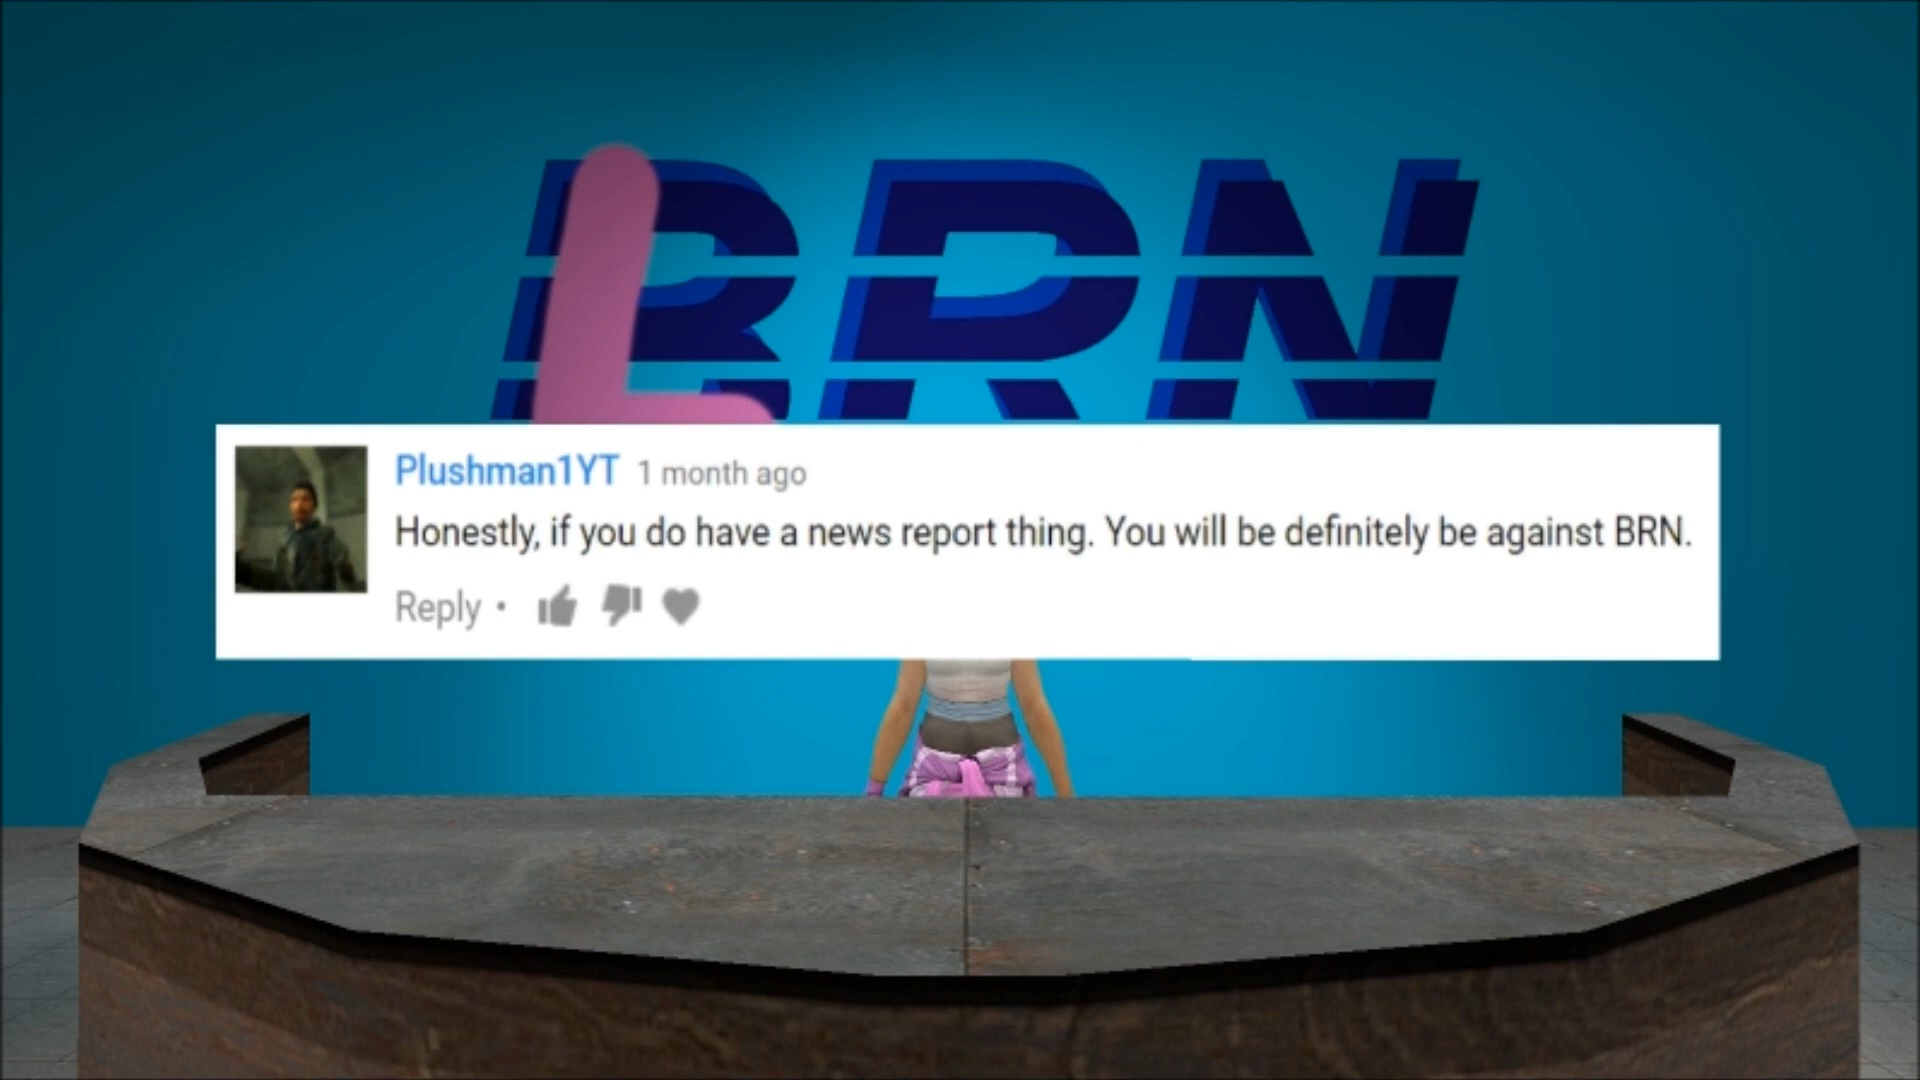 BRN
Plushman1YT 1 month ago
Honestly, if you do have a news report thing. You will be definitely be against BRN.
Reply •